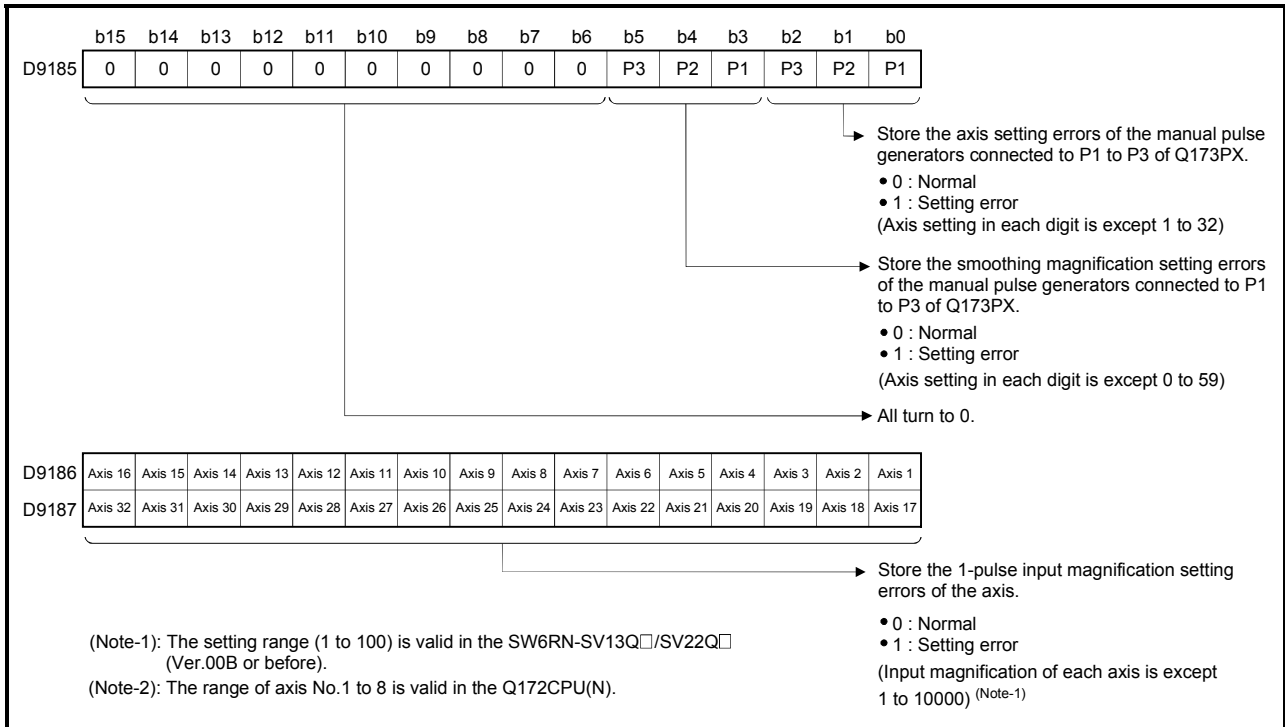 b15 b14 b13 b12 b11 b10 b9 b8 b7 b6 b5 b4 b3 b2 b1 b0
D9185 0 0 0 0 0 0 0 0 0 0 P3 P2 P1 P3 P2 P1
Store the axis setting errors of the manual pulse
generators connected to P1 to P3 of Q173PX.
• 0 : Normal
• 1 : Setting error
(Axis setting in each digit is except 1 to 32)
Store the smoothing magnification setting errors
of the manual pulse generators connected to P1
to P3 of Q173PX.
• 0 : Normal
• 1 : Setting error
(Axis setting in each digit is except 0 to 59)
All turn to 0.
D9186 Axis 16 Axis 15 Axis 14 Axis 13 Axis 12 Axis 11 Axis 10 Axis 9 Axis 8 Axis 7 Axis 6 Axis 5 Axis 4 Axis 3 Axis 2 Axis 1
D9187 Axis 32 Axis 31 Axis 30 Axis 29 Axis 28 Axis 27 Axis 26 Axis 25 Axis 24 Axis 23 Axis 22 Axis 21 Axis 20 Axis 19 Axis 18 Axis 17
Store the 1-pulse input magnification setting
errors of the axis.
• 0 : Normal
• 1 : Setting error
(Input magnification of each axis is except
1 to 10000) (Note-1)
(Note-1): The setting range (1 to 100) is valid in the SW6RN-SV13Q□/SV22Q□
(Ver.00B or before).
(Note-2): The range of axis No.1 to 8 is valid in the Q172CPU(N).